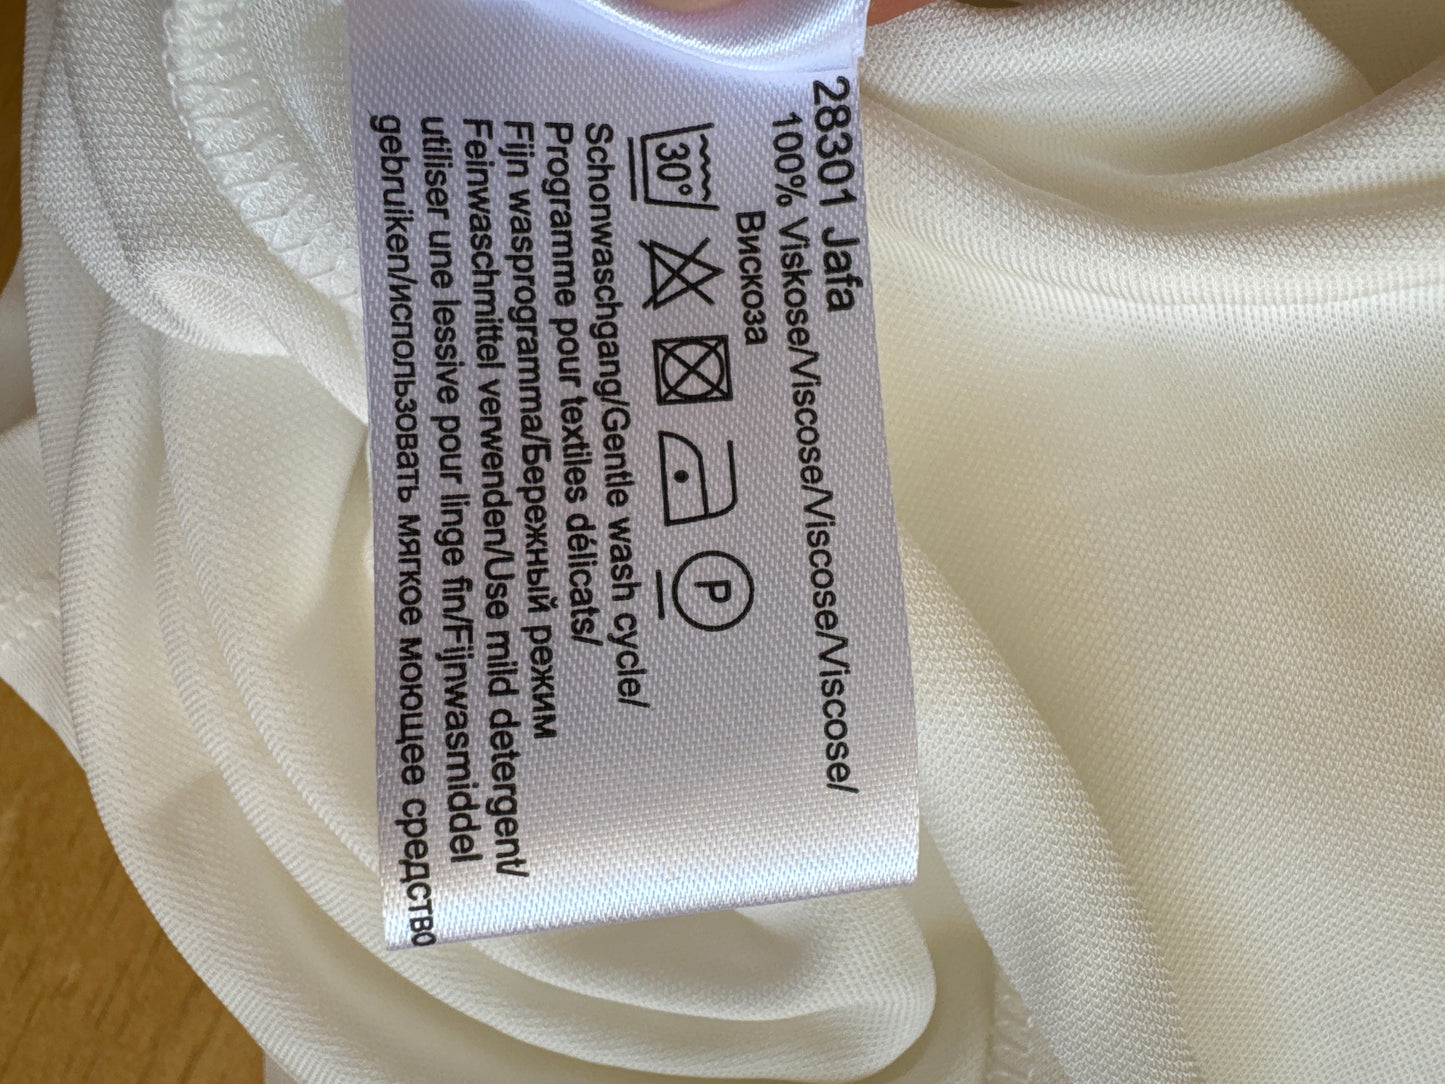 28301 Jafa
100% Viskose/Viscose/Viscose/Viscose/
Вискоза
30°
P
Schonwaschgang/Gentle wash cycle/
Programme pour textiles délicats/
Fijn wasprogramma/Бережный режим
Feinwaschmittel verwenden/Use mild detergent/
utiliser une lessive pour linge fin/Fijnwasmiddel
gebruiken/использовать мягкое моющее средство